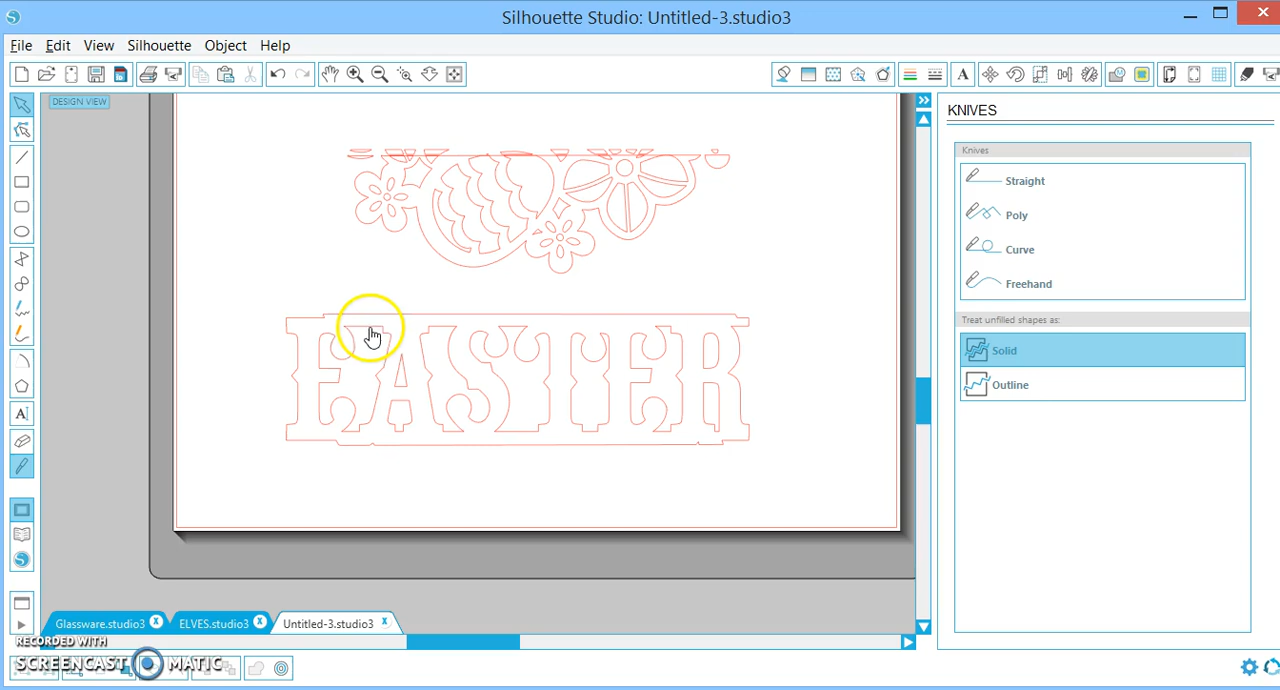 Silhouette Studio: Untitled-3.studio3
File Edit View Silhouette Object Help
DESIGN VIEW
KNIVES
Knives
Straight
Poly
Curve
Freehand
Treat unfilled shapes as:
Solid
Outline
EASTER
Glassware.studio3 ELVES.studio3 Untitled-3.studio3
RECORDED WITH
SCREENCAST MATIC